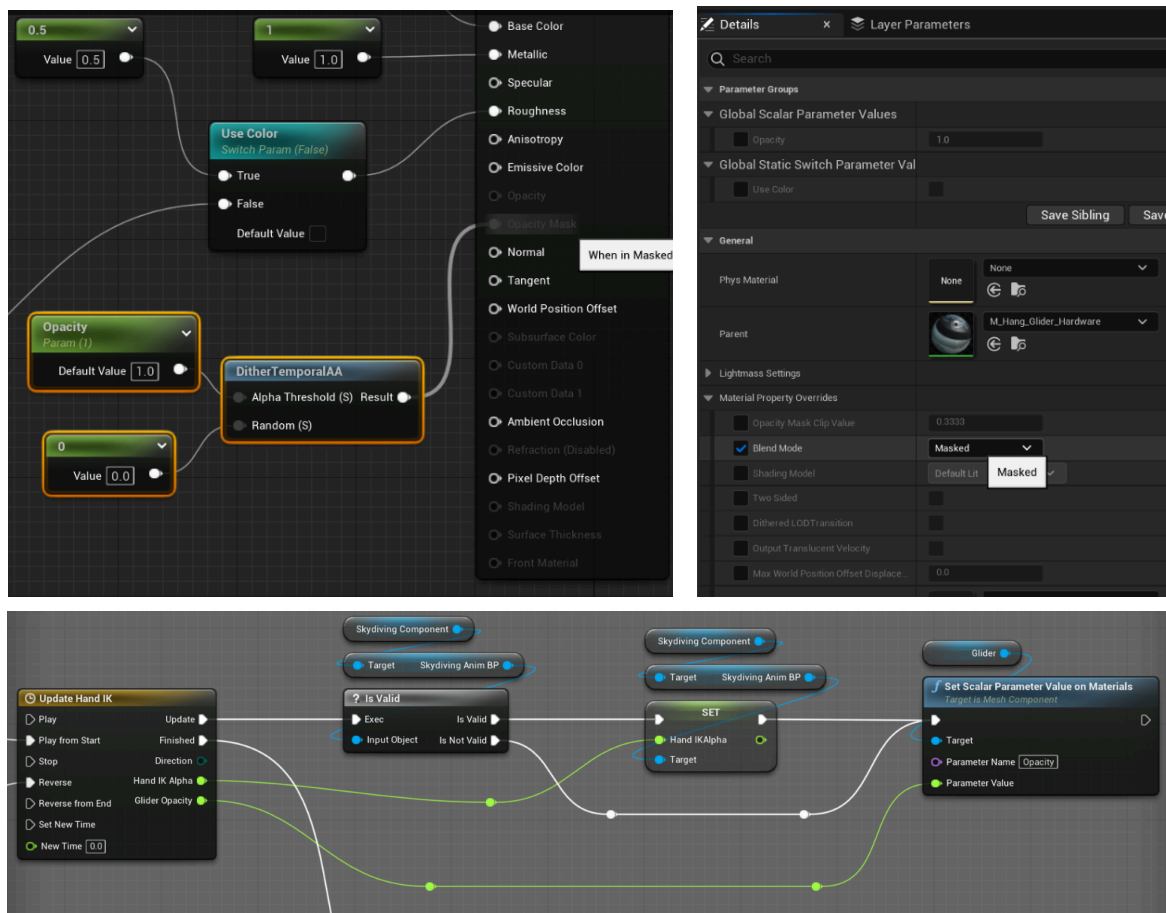 0.5
Value 0.5
1
Value 1.0
Use Color
Switch Param (False)
True
False
Default Value
Opacity
Param (1)
Default Value 1.0
0
Value 0.0
DitherTemporalAA
Alpha Threshold (S) Result
Random (S)
Base Color
Metallic
Specular
Roughness
Anisotropy
Emissive Color
Opacity
Opacity Mask
Normal
When in Masked
Tangent
World Position Offset
Subsurface Color
Custom Data 0
Custom Data 1
Ambient Occlusion
Refraction (Disabled)
Pixel Depth Offset
Shading Model
Surface Thickness
Front Material
Details x Layer Parameters
Search
Parameter Groups
Global Scalar Parameter Values
Opacity 1.0
Global Static Switch Parameter Val
Use Color
Save Sibling Sav
General
Phys Material None None
Parent M_Hang_Glider_Hardware
Lightmass Settings
Material Property Overrides
Opacity Mask Clip Value 0.3333
Blend Mode Masked
Shading Model Default Lit Masked
Two Sided
Dithered LODTransition
Output Translucent Velocity
Max World Position Offset Displace... 0.0
Update Hand IK
Play Update
Play from Start Finished
Stop Direction
Reverse Hand IK Alpha
Reverse from End Glider Opacity
Set New Time
New Time 0.0
Skydiving Component
Target Skydiving Anim BP
? Is Valid
Exec Is Valid
Input Object Is Not Valid
Skydiving Component
Target Skydiving Anim BP
SET
Hand IKAlpha
Target
Glider
f Set Scalar Parameter Value on Materials
Target is Mesh Component
Target
Parameter Name Opacity
Parameter Value